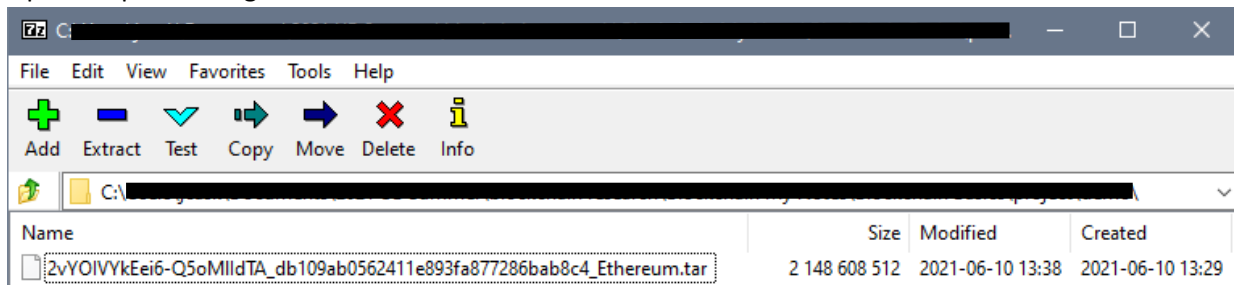 7z C:
File Edit View Favorites Tools Help
Add Extract Test Copy Move Delete Info
C:\ \
Name Size Modified Created
2vYOIVYkEei6-Q5oMIIdTA_db109ab0562411e893fa877286bab8c4_Ethereum.tar 2 148 608 512 2021-06-10 13:38 2021-06-10 13:29